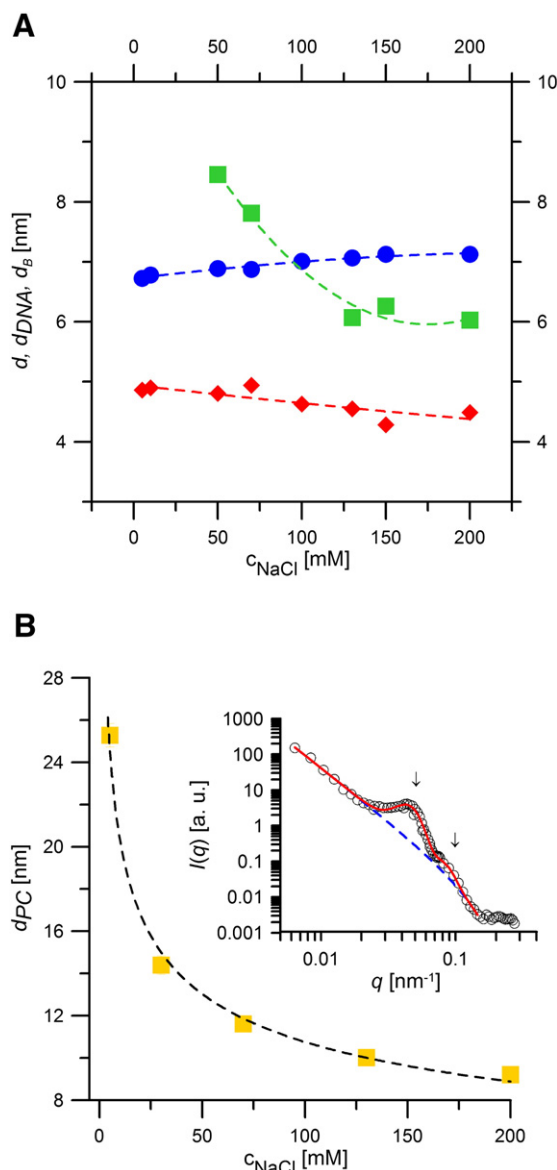 A
0 50 100 150 200
10 10
8 8
6 6
4 4
d, dDNA, dB [nm]
0 50 100 150 200
cNaCl [mM]
B
28
24
20
16
12
8
dPC [nm]
1000
100
10
1
0.1
0.01
0.001
I(q) [a. u.]
↓
↓
0.01 0.1
q [nm-1]
0 50 100 150 200
cNaCl [mM]